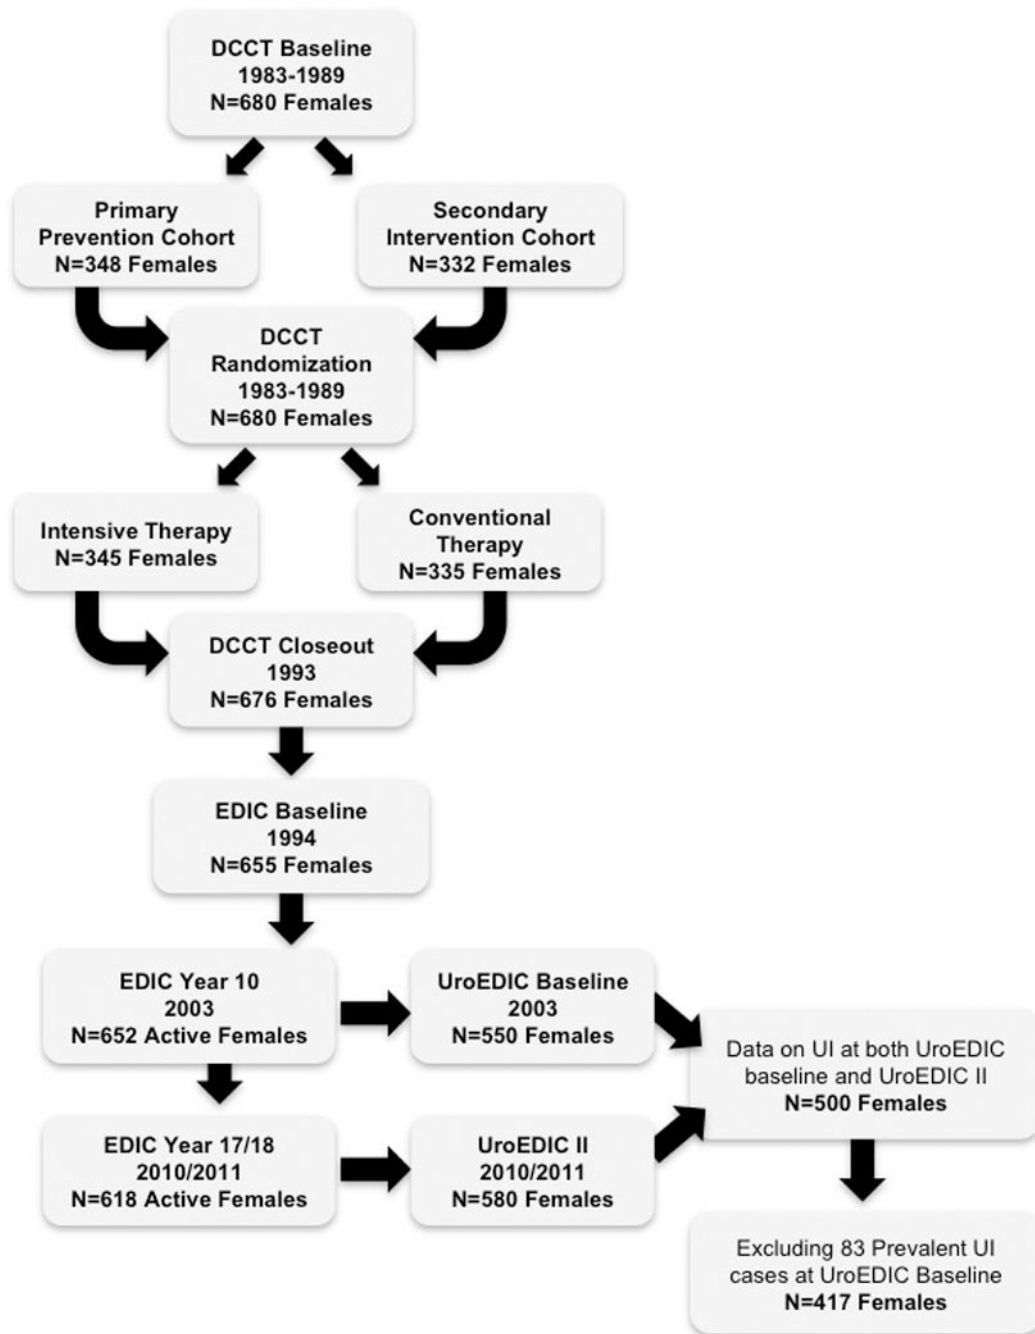 DCCT Baseline
1983-1989
N=680 Females
Primary
Prevention Cohort
N=348 Females
Secondary
Intervention Cohort
N=332 Females
DCCT
Randomization
1983-1989
N=680 Females
Intensive Therapy
N=345 Females
Conventional
Therapy
N=335 Females
DCCT Closeout
1993
N=676 Females
EDIC Baseline
1994
N=655 Females
EDIC Year 10
2003
N=652 Active Females
UroEDIC Baseline
2003
N=550 Females
Data on UI at both UroEDIC
baseline and UroEDIC II
N=500 Females
EDIC Year 17/18
2010/2011
N=618 Active Females
UroEDIC II
2010/2011
N=580 Females
Excluding 83 Prevalent UI
cases at UroEDIC Baseline
N=417 Females